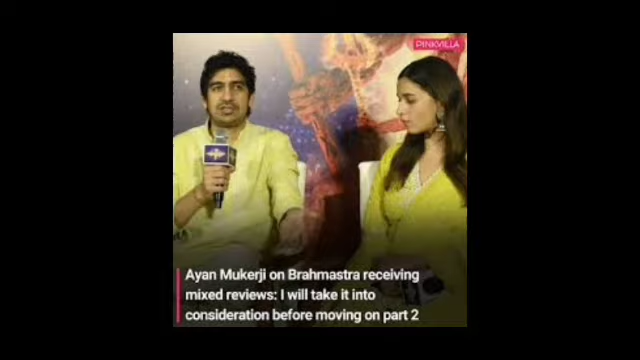 PINKVILLA
Ayan Mukerji on Brahmastra receiving
mixed reviews: I will take it into
consideration before moving on part 2